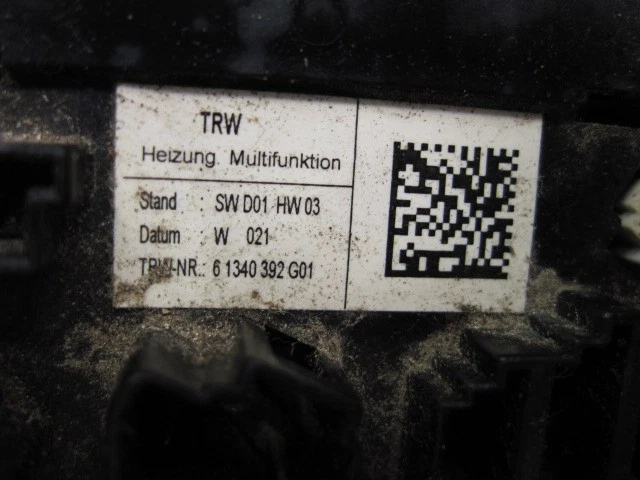 TRW
Heizung. Multifunktion
Stand : SW D01 HW 03
Datum : W 021
TRW-NR.: 6 1340 392 G01